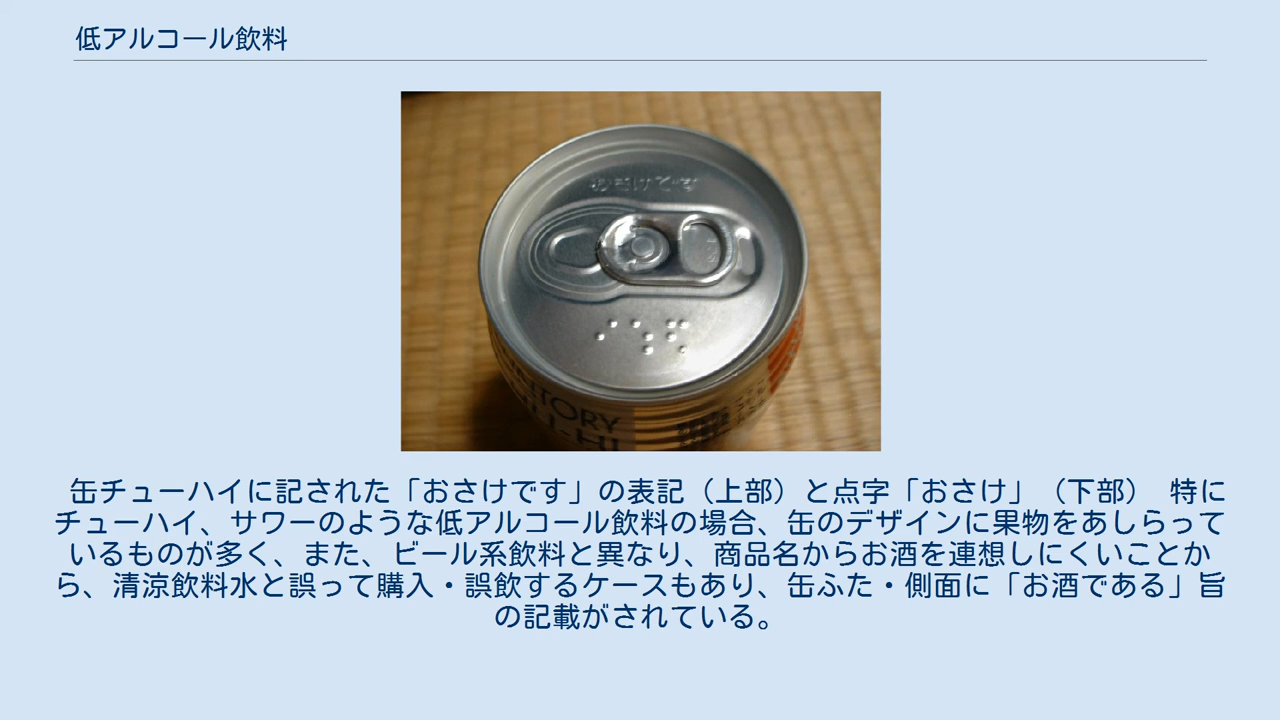 低アルコール飲料
おさけです
SUNTORY
缶チューハイに記された「おさけです」の表記（上部）と点字「おさけ」（下部） 特に
チューハイ、サワーのような低アルコール飲料の場合、缶のデザインに果物をあしらって
いるものが多く、また、ビール系飲料と異なり、商品名からお酒を連想しにくいことか
ら、清涼飲料水と誤って購入・誤飲するケースもあり、缶ふた・側面に「お酒である」旨
の記載がされている。